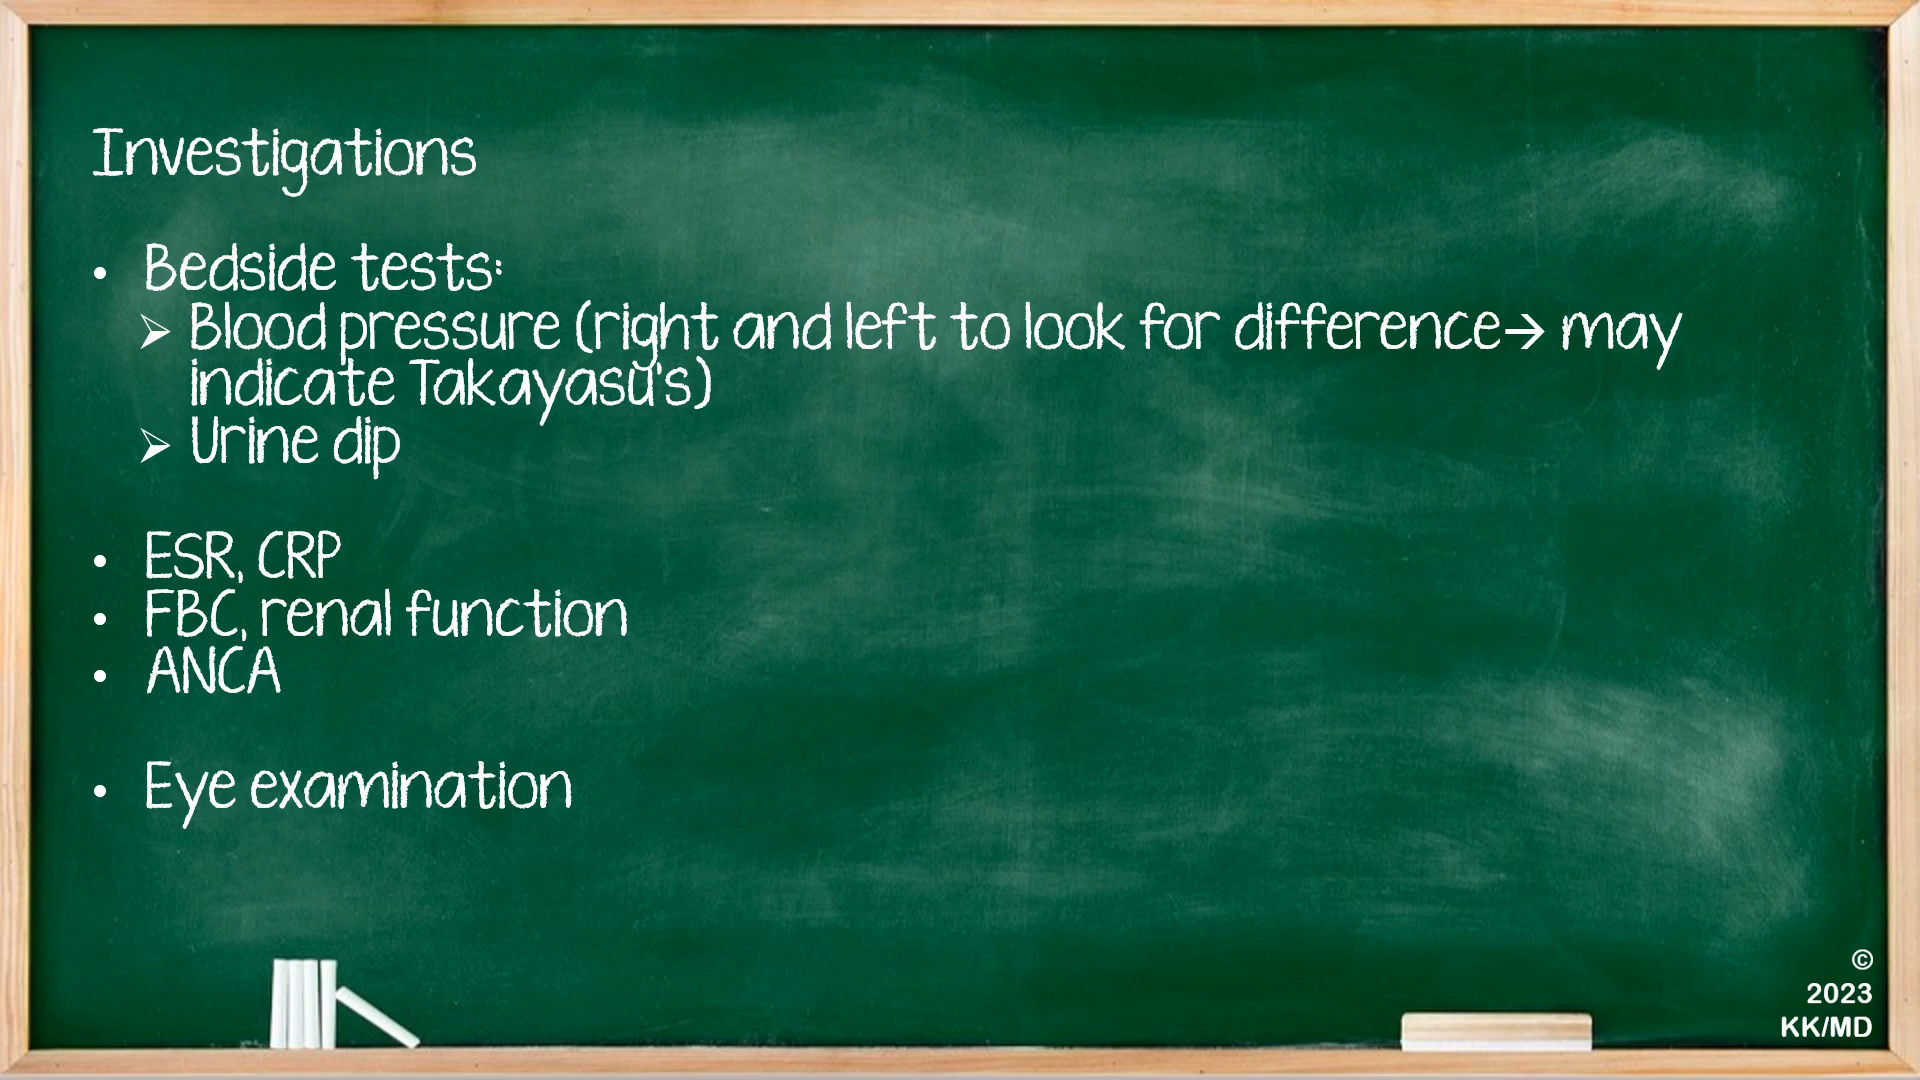 Investigations
• Bedside tests:
➢ Blood pressure (right and left to look for difference→ may
indicate Takayasu's)
➢ Urine dip
• ESR, CRP
• FBC, renal function
• ANCA
• Eye examination
©
2023
KK/MD